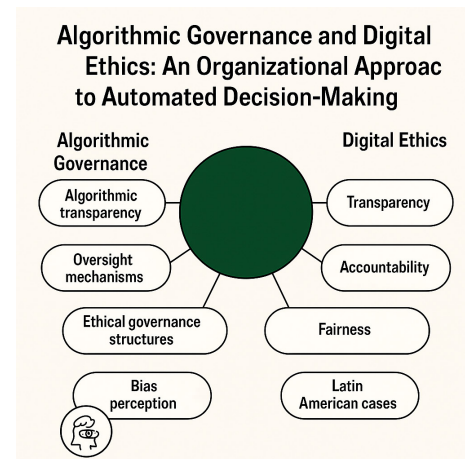 Algorithmic Governance and Digital
Ethics: An Organizational Approac
to Automated Decision-Making
Algorithmic
Governance
Digital Ethics
Algorithmic
transparency
Transparency
Oversight
mechanisms
Accountability
Ethical governance
structures
Fairness
Bias
perception
Latin
American cases